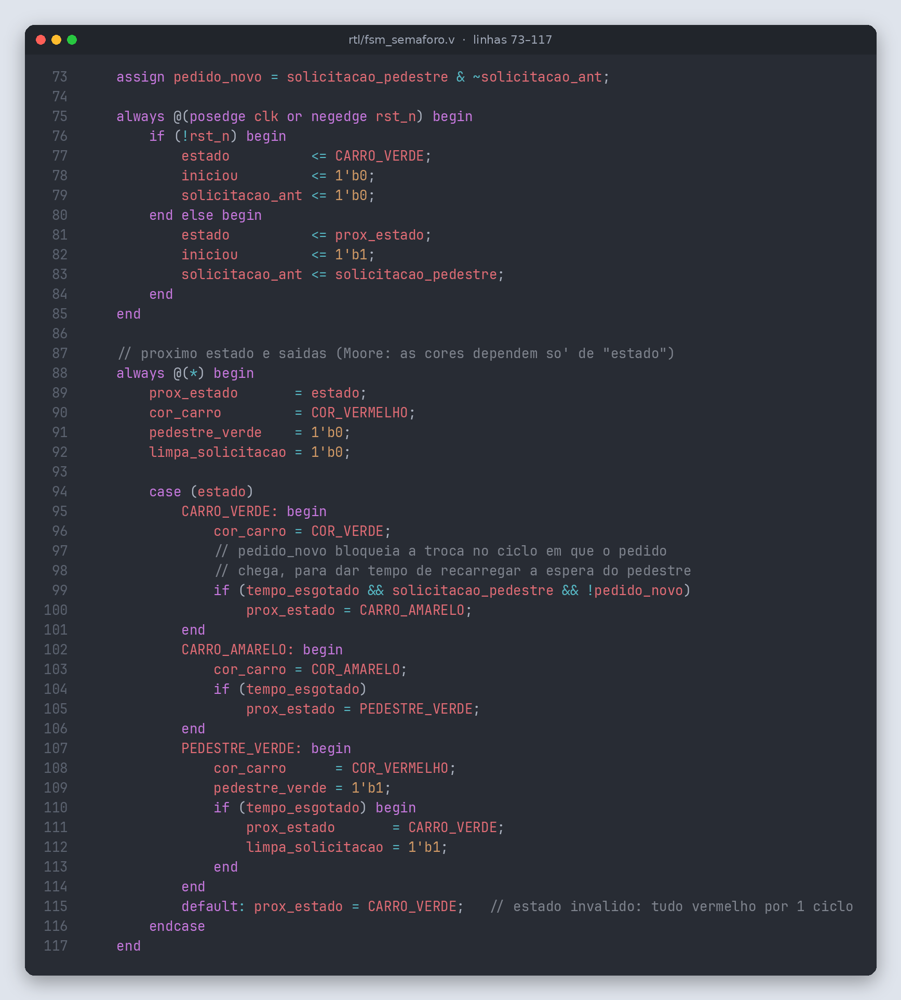 rtl/fsm_semaforo.v · linhas 73–117
73 assign pedido_novo = solicitacao_pedestre & ~solicitacao_ant;
74
75 always @(posedge clk or negedge rst_n) begin
76 if (!rst_n) begin
77 estado <= CARRO_VERDE;
78 iniciou <= 1'b0;
79 solicitacao_ant <= 1'b0;
80 end else begin
81 estado <= prox_estado;
82 iniciou <= 1'b1;
83 solicitacao_ant <= solicitacao_pedestre;
84 end
85 end
86
87 // proximo estado e saidas (Moore: as cores dependem so' de "estado")
88 always @(*) begin
89 prox_estado = estado;
90 cor_carro = COR_VERMELHO;
91 pedestre_verde = 1'b0;
92 limpa_solicitacao = 1'b0;
93
94 case (estado)
95 CARRO_VERDE: begin
96 cor_carro = COR_VERDE;
97 // pedido_novo bloqueia a troca no ciclo em que o pedido
98 // chega, para dar tempo de recarregar a espera do pedestre
99 if (tempo_esgotado && solicitacao_pedestre && !pedido_novo)
100 prox_estado = CARRO_AMARELO;
101 end
102 CARRO_AMARELO: begin
103 cor_carro = COR_AMARELO;
104 if (tempo_esgotado)
105 prox_estado = PEDESTRE_VERDE;
106 end
107 PEDESTRE_VERDE: begin
108 cor_carro = COR_VERMELHO;
109 pedestre_verde = 1'b1;
110 if (tempo_esgotado) begin
111 prox_estado = CARRO_VERDE;
112 limpa_solicitacao = 1'b1;
113 end
114 end
115 default: prox_estado = CARRO_VERDE; // estado invalido: tudo vermelho por 1 ciclo
116 endcase
117 end